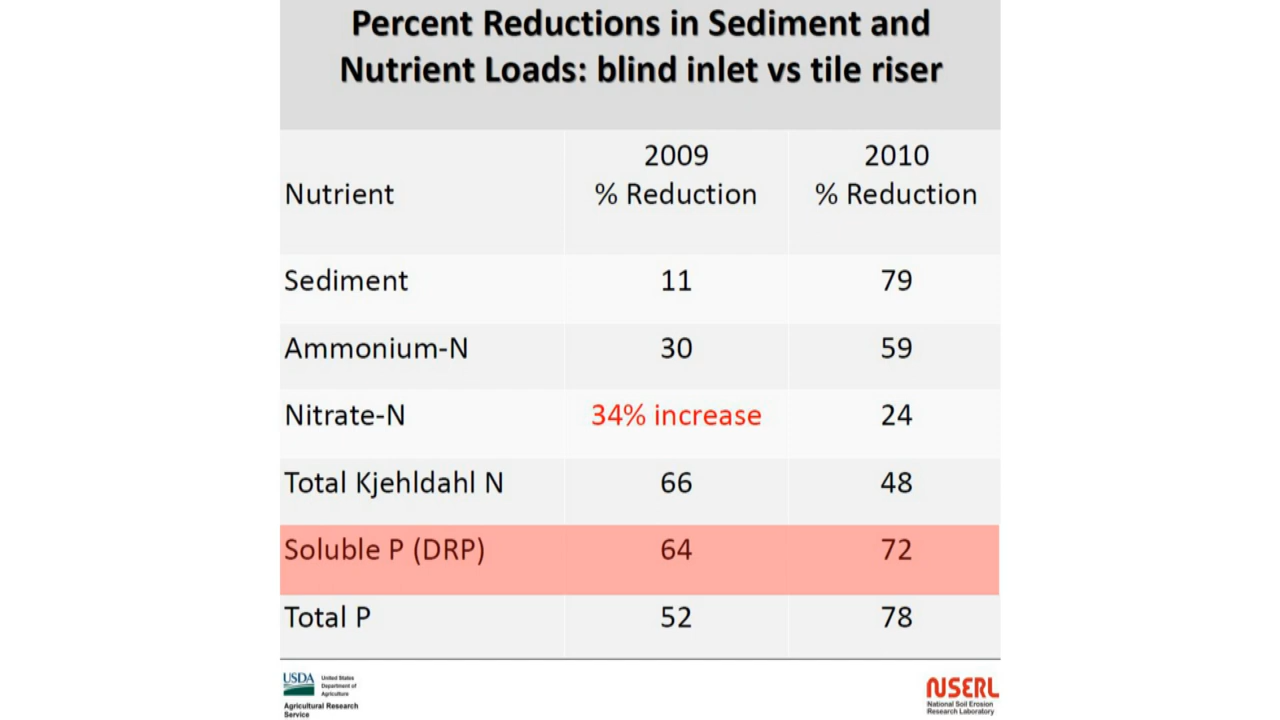 Percent Reductions in Sediment and
Nutrient Loads: blind inlet vs tile riser
Nutrient 2009 % Reduction 2010 % Reduction
Sediment 11 79
Ammonium-N 30 59
Nitrate-N 34% increase 24
Total Kjehldahl N 66 48
Soluble P (DRP) 64 72
Total P 52 78
USDA
United States
Department of
Agriculture
Agricultural Research
Service
NSERL
National Soil Erosion
Research Laboratory